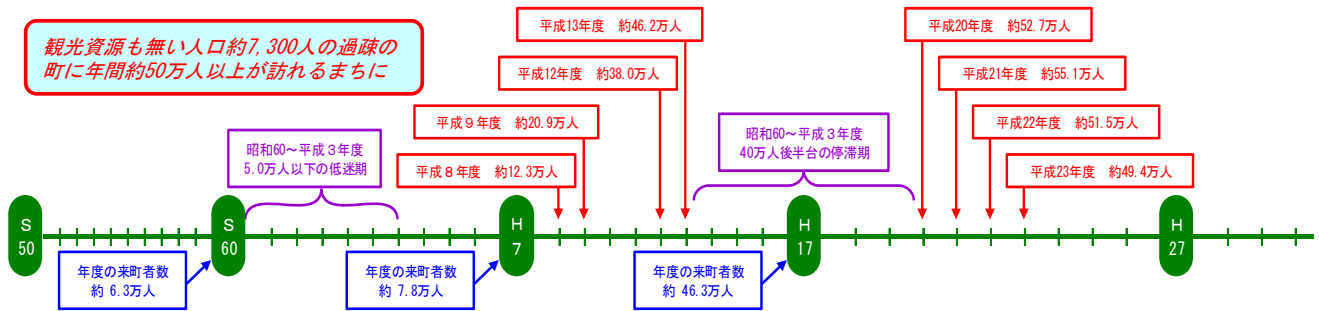 観光資源も無い人口約7,300人の過疎の
町に年間約50万人以上が訪れるまちに
平成13年度　約46.2万人
平成12年度　約38.0万人
平成９年度　約20.9万人
平成８年度　約12.3万人
平成20年度　約52.7万人
平成21年度　約55.1万人
平成22年度　約51.5万人
平成23年度　約49.4万人
昭和60～平成３年度
5.0万人以下の低迷期
昭和60～平成３年度
40万人後半台の停滞期
S
50
S
60
H
7
H
17
H
27
年度の来町者数
約 6.3万人
年度の来町者数
約 7.8万人
年度の来町者数
約 46.3万人